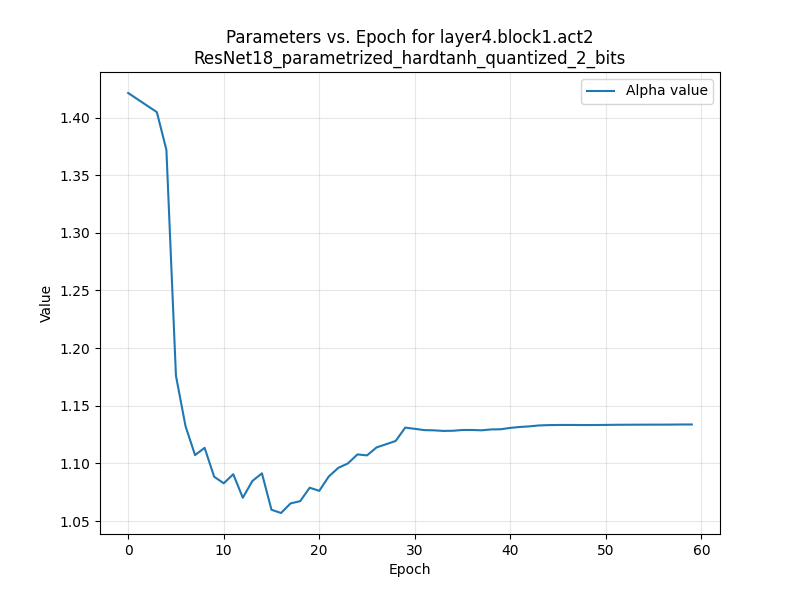 Parameters vs. Epoch for layer4.block1.act2
ResNet18_parametrized_hardtanh_quantized_2_bits
Alpha value
1.40
1.35
1.30
1.25
1.20
1.15
1.10
1.05
Value
0 10 20 30 40 50 60
Epoch